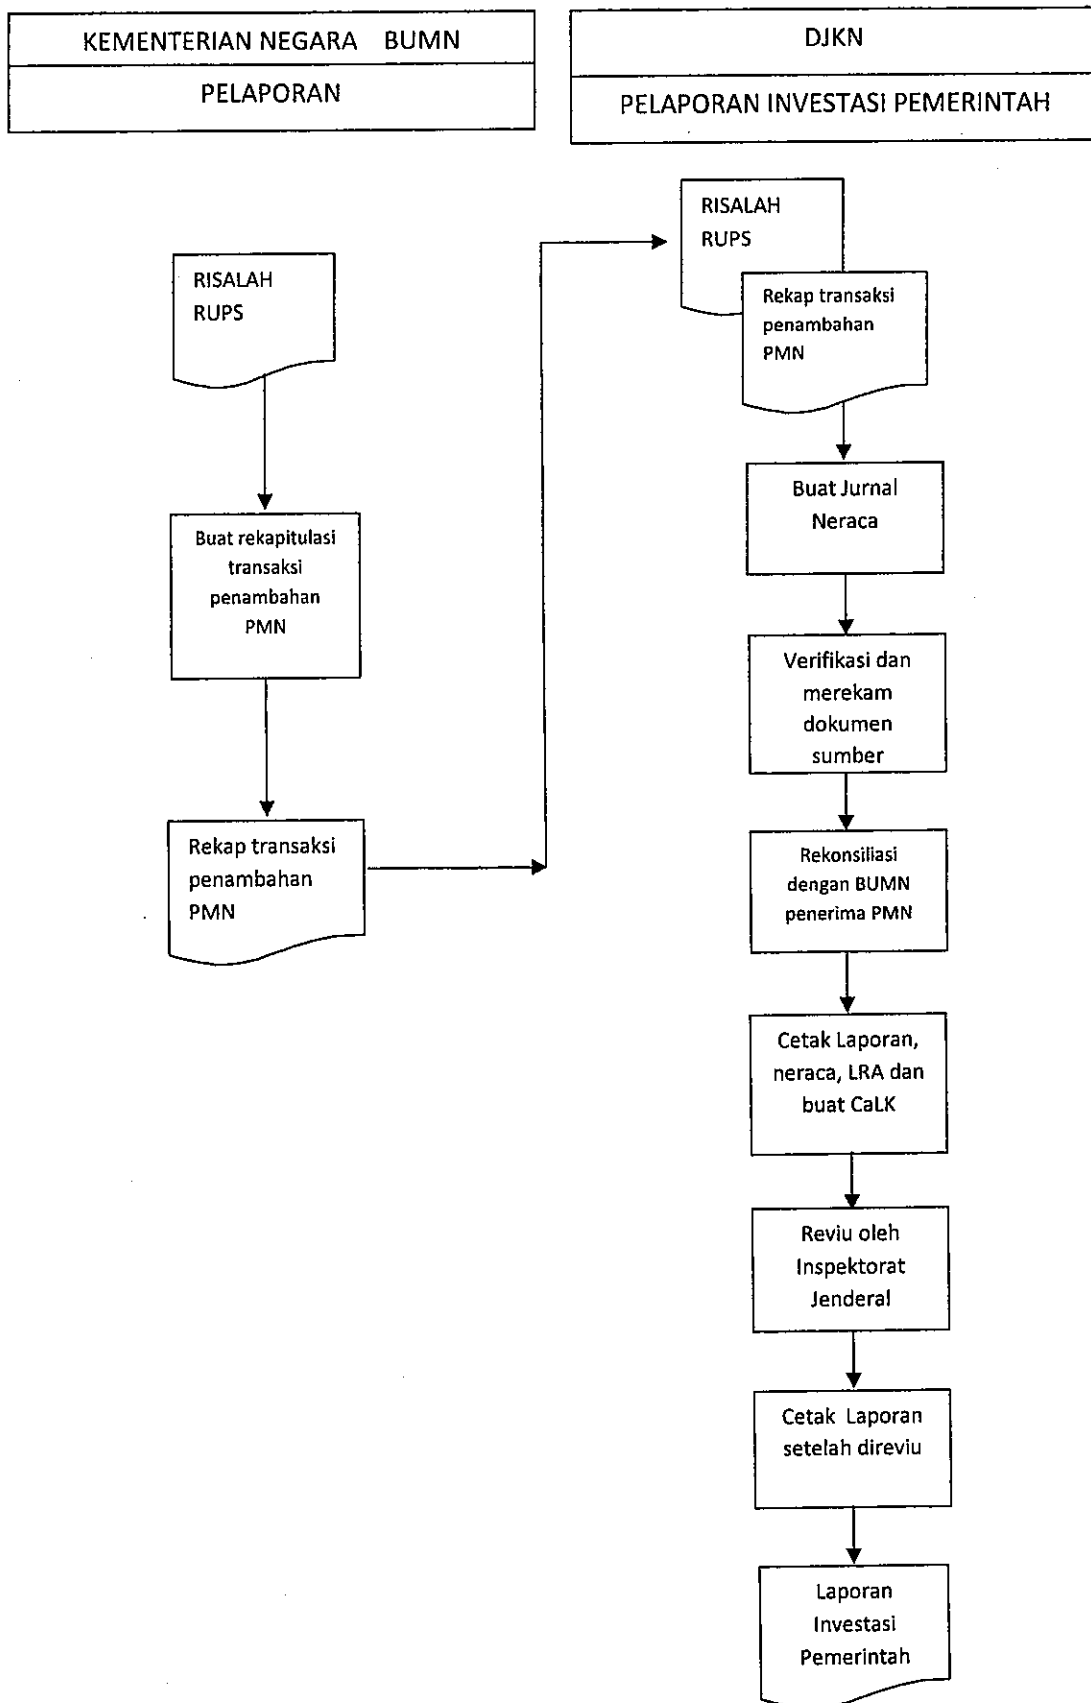 KEMENTERIAN NEGARA BUMN
PELAPORAN
DJKN
PELAPORAN INVESTASI PEMERINTAH
RISALAH
RUPS
Buat rekapitulasi
transaksi
penambahan
PMN
Rekap transaksi
penambahan
PMN
RISALAH
RUPS
Rekap transaksi
penambahan
PMN
Buat Jurnal
Neraca
Verifikasi dan
merekam
dokumen
sumber
Rekonsiliasi
dengan BUMN
penerima PMN
Cetak Laporan,
neraca, LRA dan
buat CaLK
Reviu oleh
Inspektorat
Jenderal
Cetak Laporan
setelah direviu
Laporan
Investasi
Pemerintah